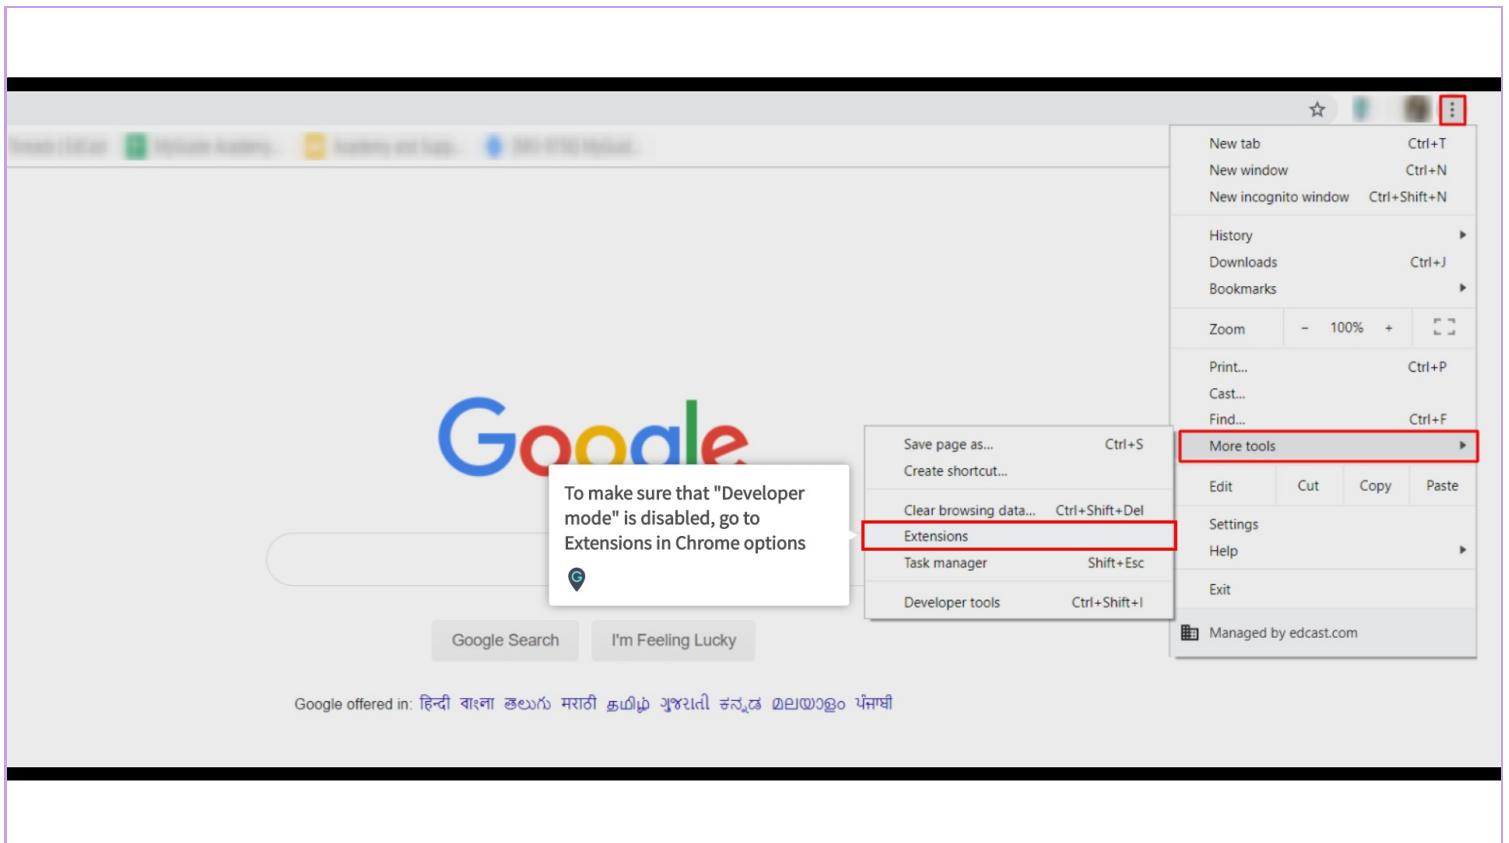 New tab Ctrl+T
New window Ctrl+N
New incognito window Ctrl+Shift+N
History
Downloads Ctrl+J
Bookmarks
Zoom - 100% +
Print... Ctrl+P
Cast...
Find... Ctrl+F
More tools
Edit Cut Copy Paste
Settings
Help
Exit
Managed by edcast.com
Save page as... Ctrl+S
Create shortcut...
Clear browsing data... Ctrl+Shift+Del
Extensions
Task manager Shift+Esc
Developer tools Ctrl+Shift+I
Google
To make sure that "Developer
mode" is disabled, go to
Extensions in Chrome options
G
Google Search I'm Feeling Lucky
Google offered in: हिन्दी বাংলা తెలుగు मराठी தமிழ் ગુજરાતી ಕನ್ನಡ മലയാളം ਪੰਜਾਬੀ